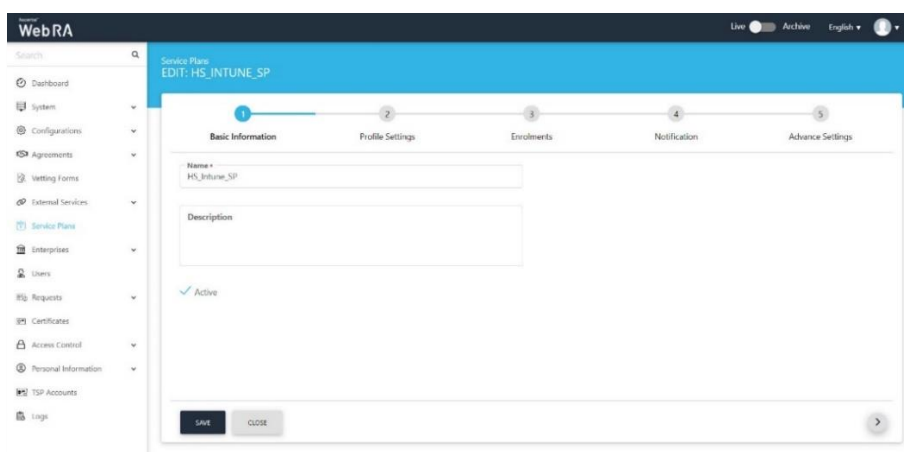 Ascertia
WebRA
Live Archive English
Search
Service Plans
EDIT: HS_INTUNE_SP
Dashboard
System
Configurations
Agreements
Vetting Forms
External Services
Service Plans
Enterprises
Users
Requests
Certificates
Access Control
Personal Information
TSP Accounts
Logs
1 2 3 4 5
Basic Information Profile Settings Enrolments Notification Advance Settings
Name *
HS_Intune_SP
Description
Active
SAVE CLOSE